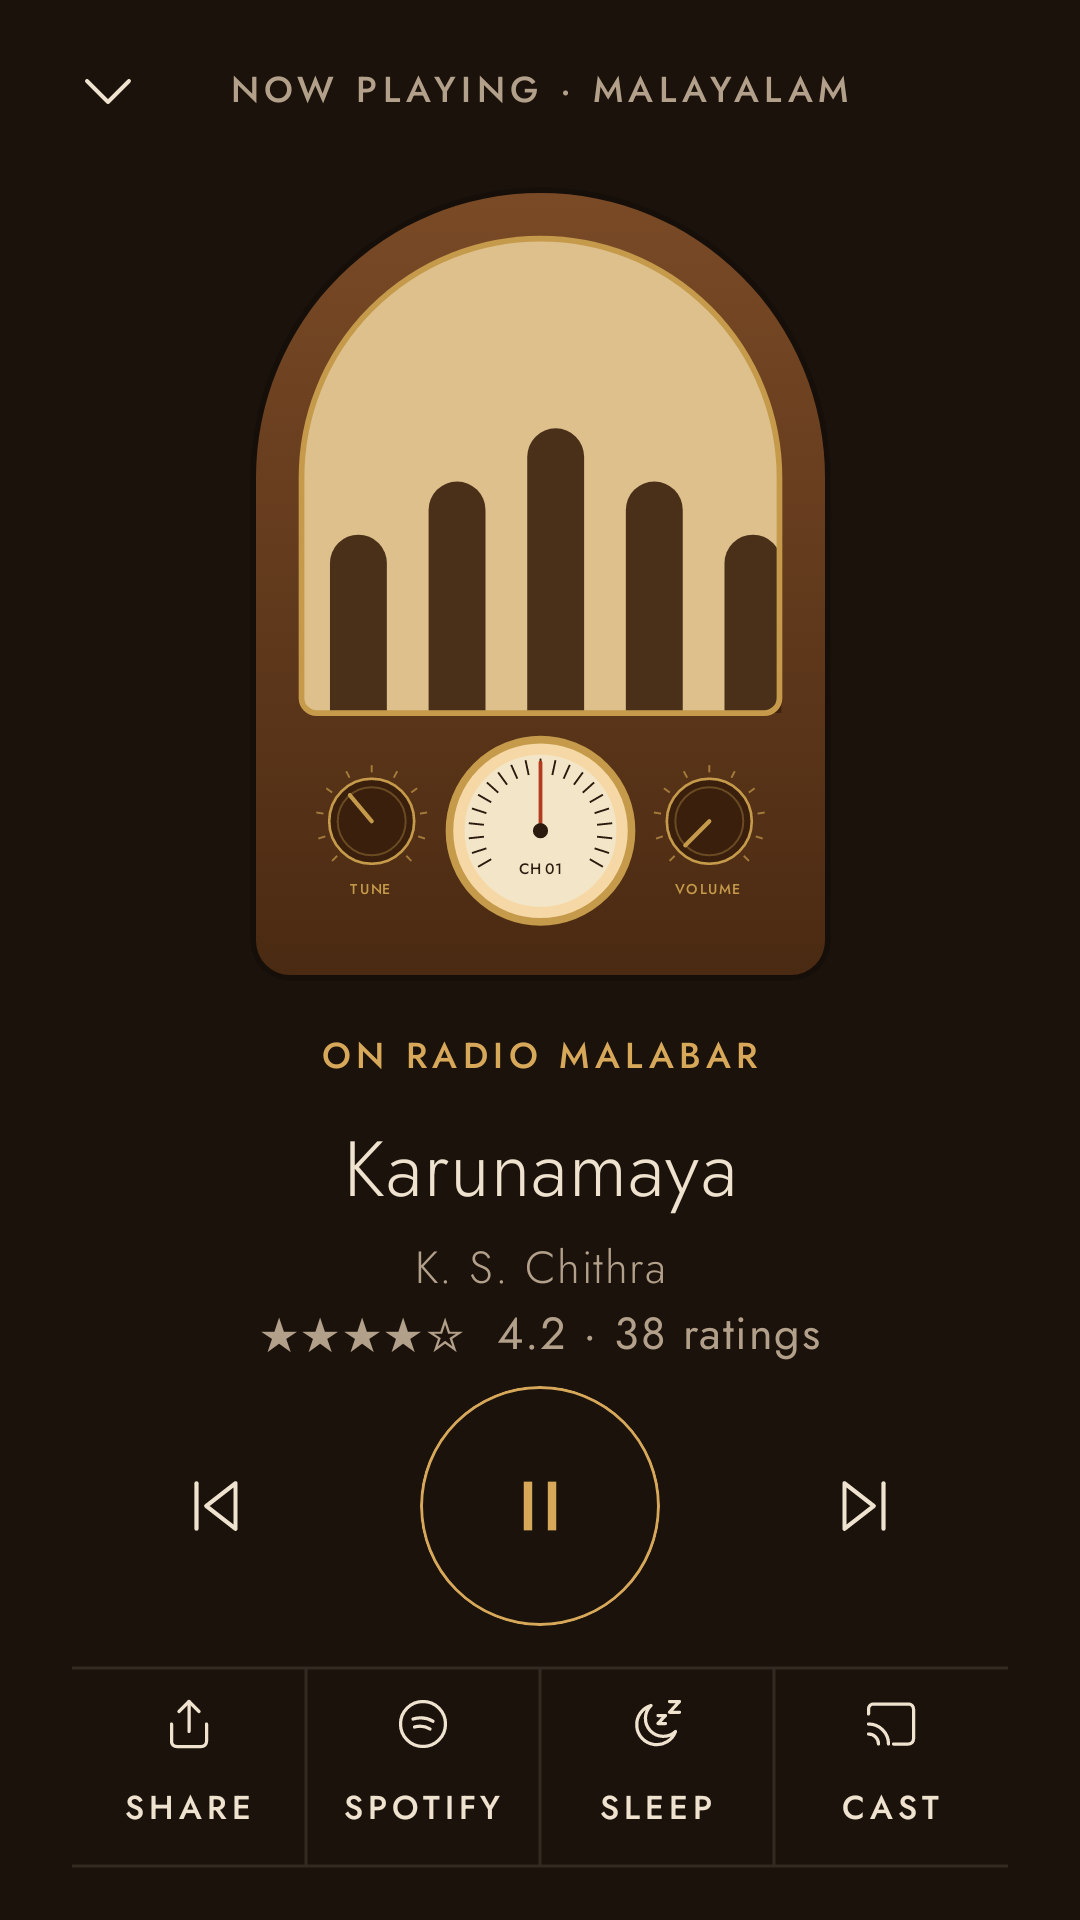 NOW PLAYING · MALAYALAM
CH 01
TUNE
VOLUME
ON RADIO MALABAR
Karunamaya
K. S. Chithra
★★★★☆ 4.2 · 38 ratings
SHARE
SPOTIFY
SLEEP
CAST